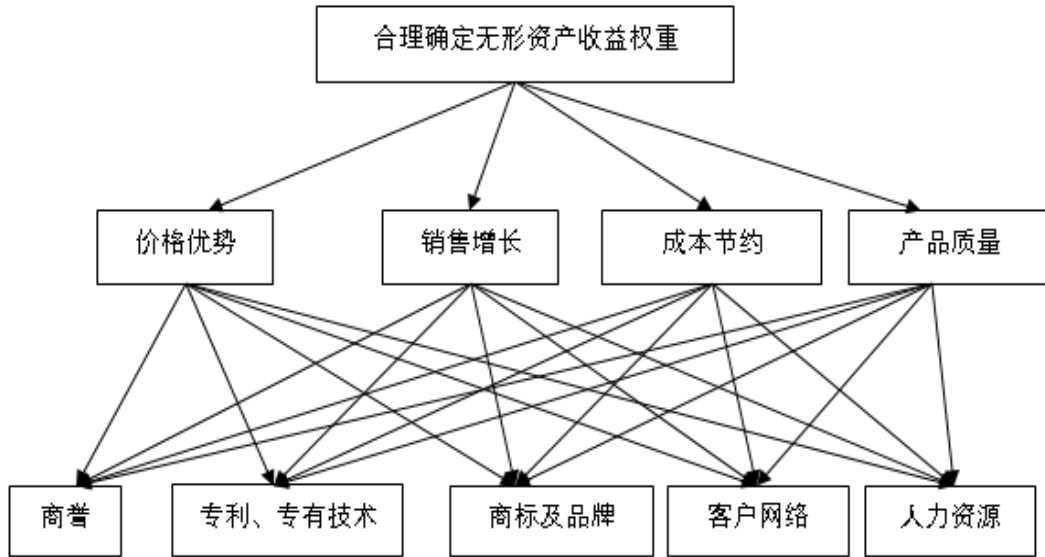 合理确定无形资产收益权重
价格优势
销售增长
成本节约
产品质量
商誉
专利、专有技术
商标及品牌
客户网络
人力资源